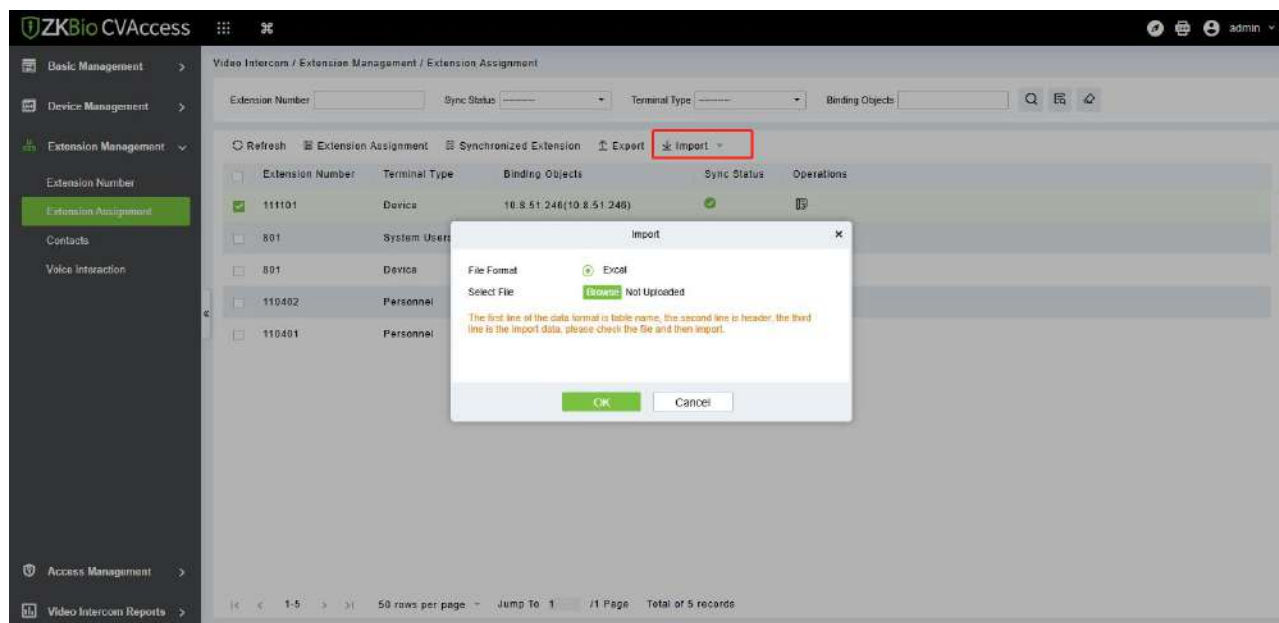 ZKBio CVAccess
admin
Basic Management
Video Intercom / Extension Management / Extension Assignment
Device Management
Extension Number
Sync Status ---------
Terminal Type ---------
Binding Objects
Extension Management
Refresh Extension Assignment Synchronized Extension Export Import
Extension Number Terminal Type Binding Objects Sync Status Operations
Extension Number
111101 Device 10.8.51.246(10.8.51.246)
Extension Assignment
801 System Users
Contacts
801 Device
Voice Interaction
110402 Personnel
110401 Personnel
Import
File Format Excel
Select File Browse Not Uploaded
The first line of the data format is table name, the second line is header, the third
line is the import data, please check the file and then import.
OK Cancel
Access Management
Video Intercom Reports
1-5 50 rows per page Jump To 1 /1 Page Total of 5 records